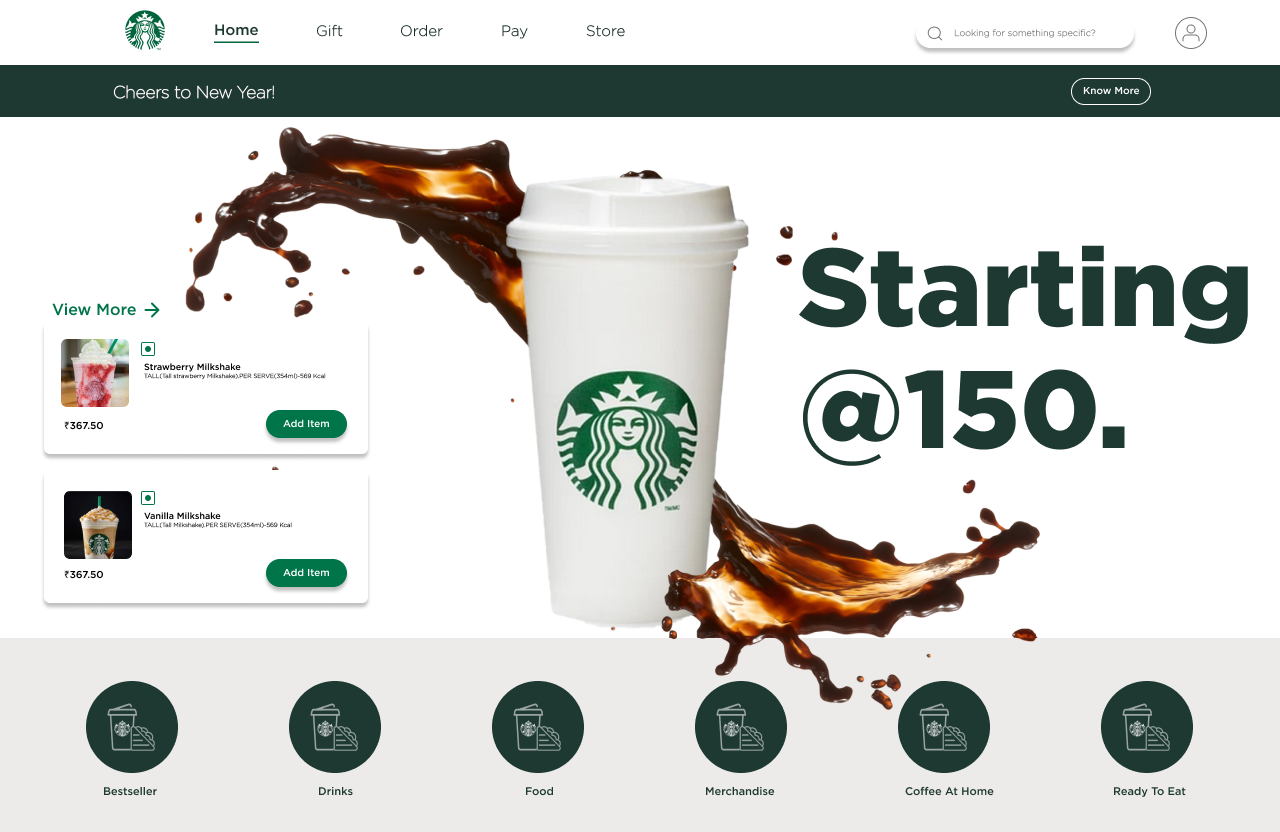 Home
Gift
Order
Pay
Store
Looking for something specific?
Cheers to New Year!
Know More
Starting
@150.
View More
Strawberry Milkshake
TALL(Tall strawberry Milkshake).PER SERVE(354ml)-569 Kcal
₹367.50
Add Item
Vanilla Milkshake
TALL(Tall Milkshake).PER SERVE(354ml)-569 Kcal
₹367.50
Add Item
TM/MC
Bestseller
Drinks
Food
Merchandise
Coffee At Home
Ready To Eat